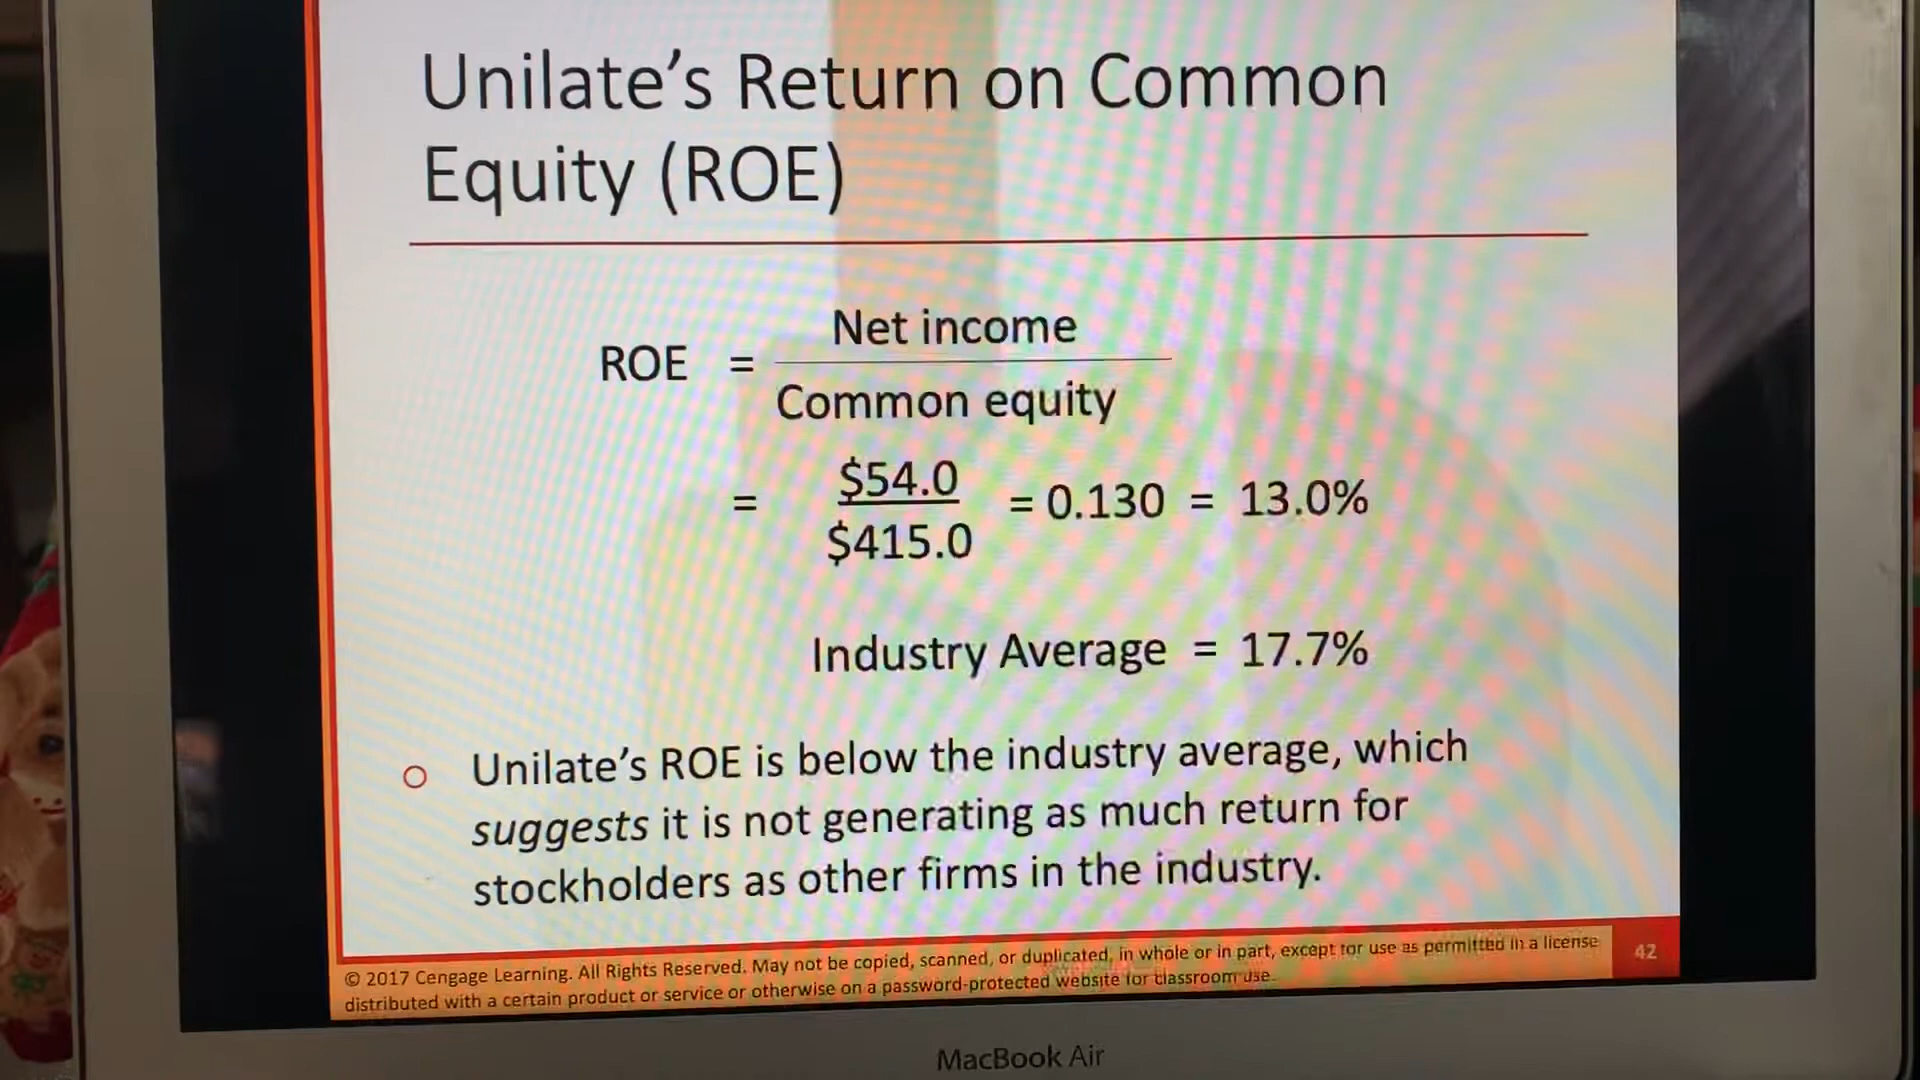 Unilate's Return on Common
Equity (ROE)
ROE = Net income
Common equity
= $54.0 = 0.130 = 13.0%
$415.0
Industry Average = 17.7%
Unilate's ROE is below the industry average, which
suggests it is not generating as much return for
stockholders as other firms in the industry.
© 2017 Cengage Learning. All Rights Reserved. May not be copied, scanned, or duplicated, in whole or in part, except for use as permitted in a license
distributed with a certain product or service or otherwise on a password-protected website for classroom use.
42
MacBook Air